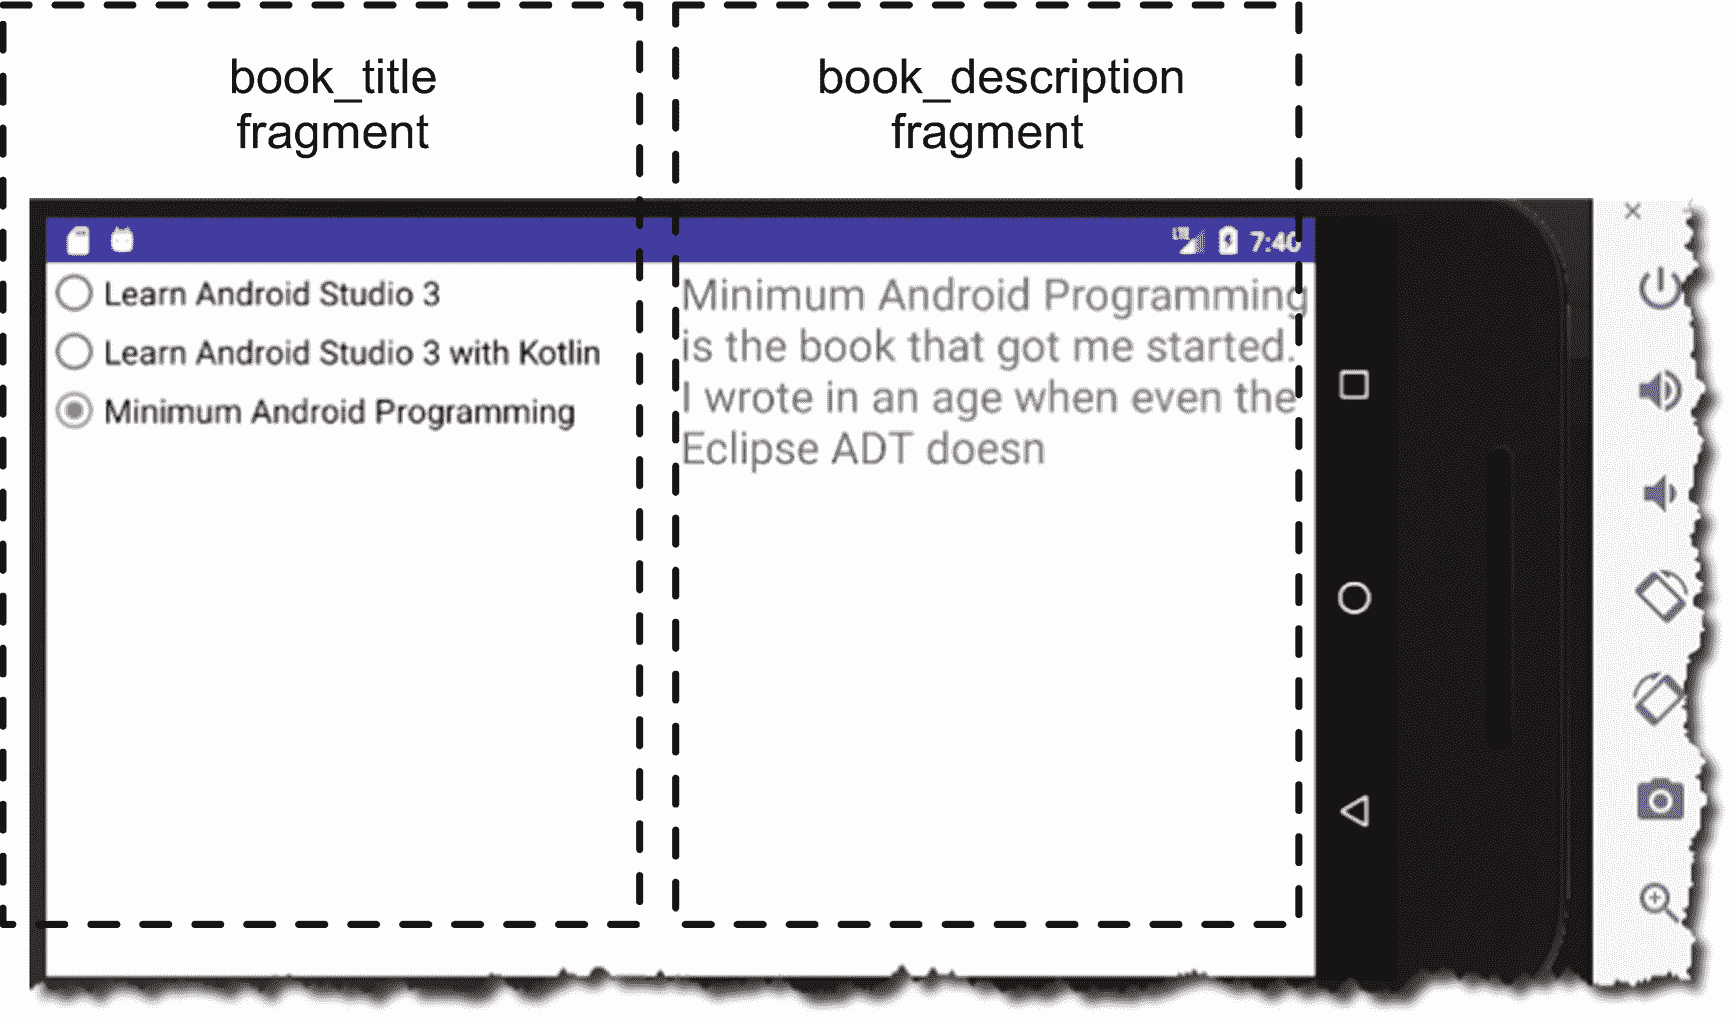 book_title
fragment
book_description
fragment
LTE 7:40
Learn Android Studio 3
Learn Android Studio 3 with Kotlin
Minimum Android Programming
Minimum Android Programming
is the book that got me started.
I wrote in an age when even the
Eclipse ADT doesn